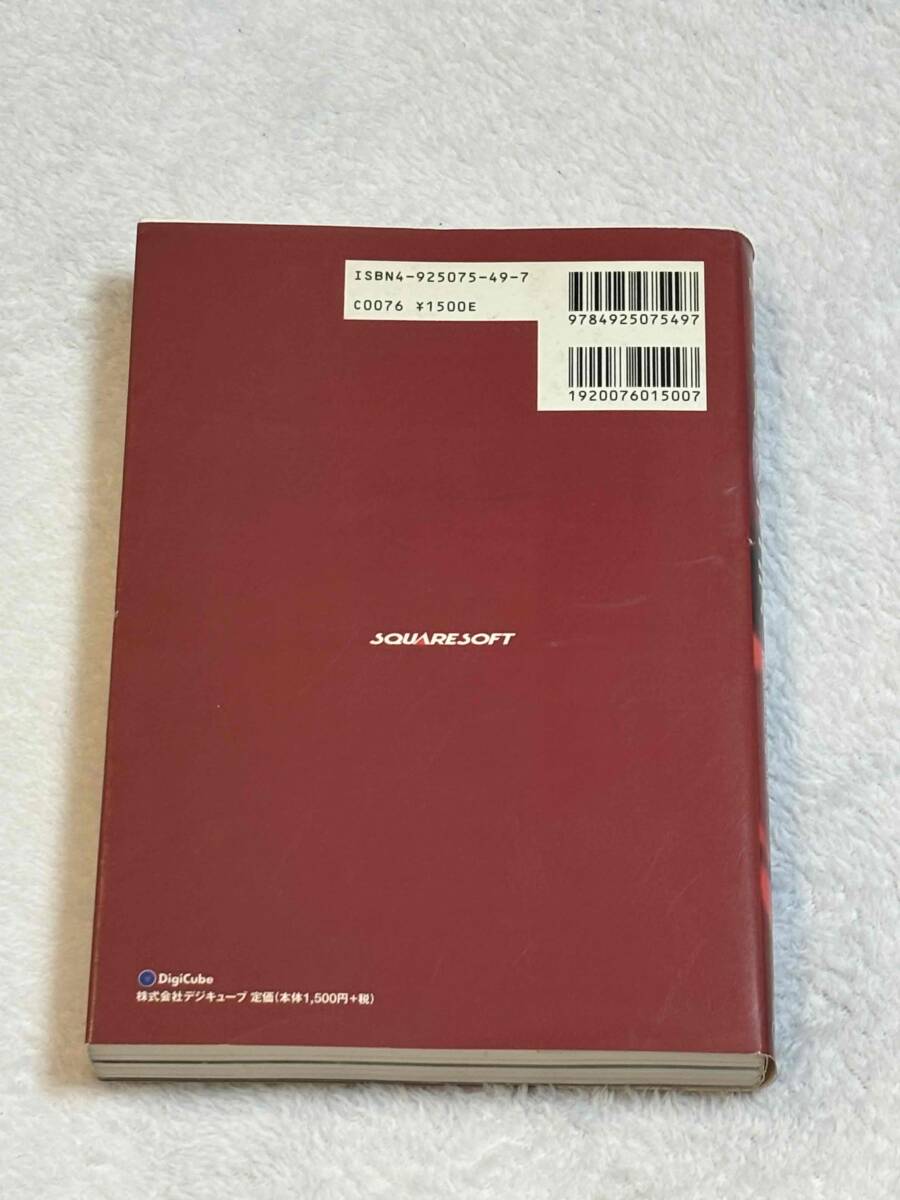 ISBN4-925075-49-7
C0076 ¥1500E
9784925075497
1920076015007
SQUARESOFT
DigiCube
株式会社デジキューブ 定価(本体1,500円+税)